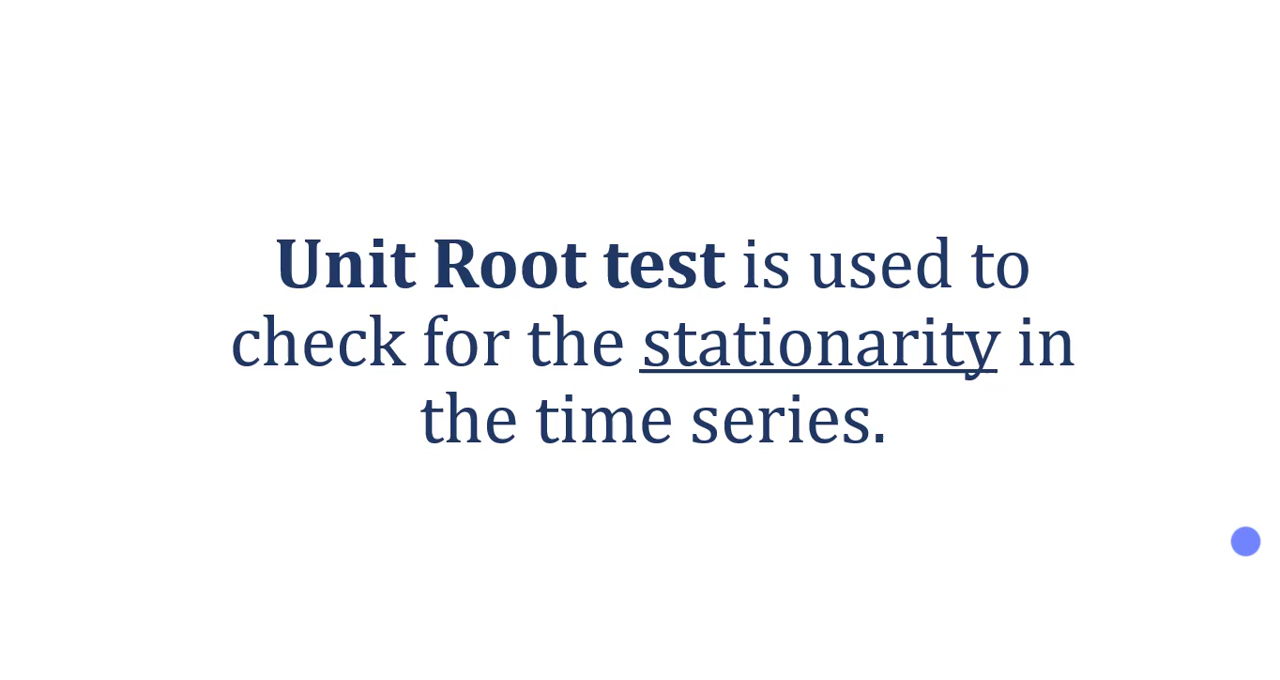 Unit Root test is used to
check for the stationarity in
the time series.